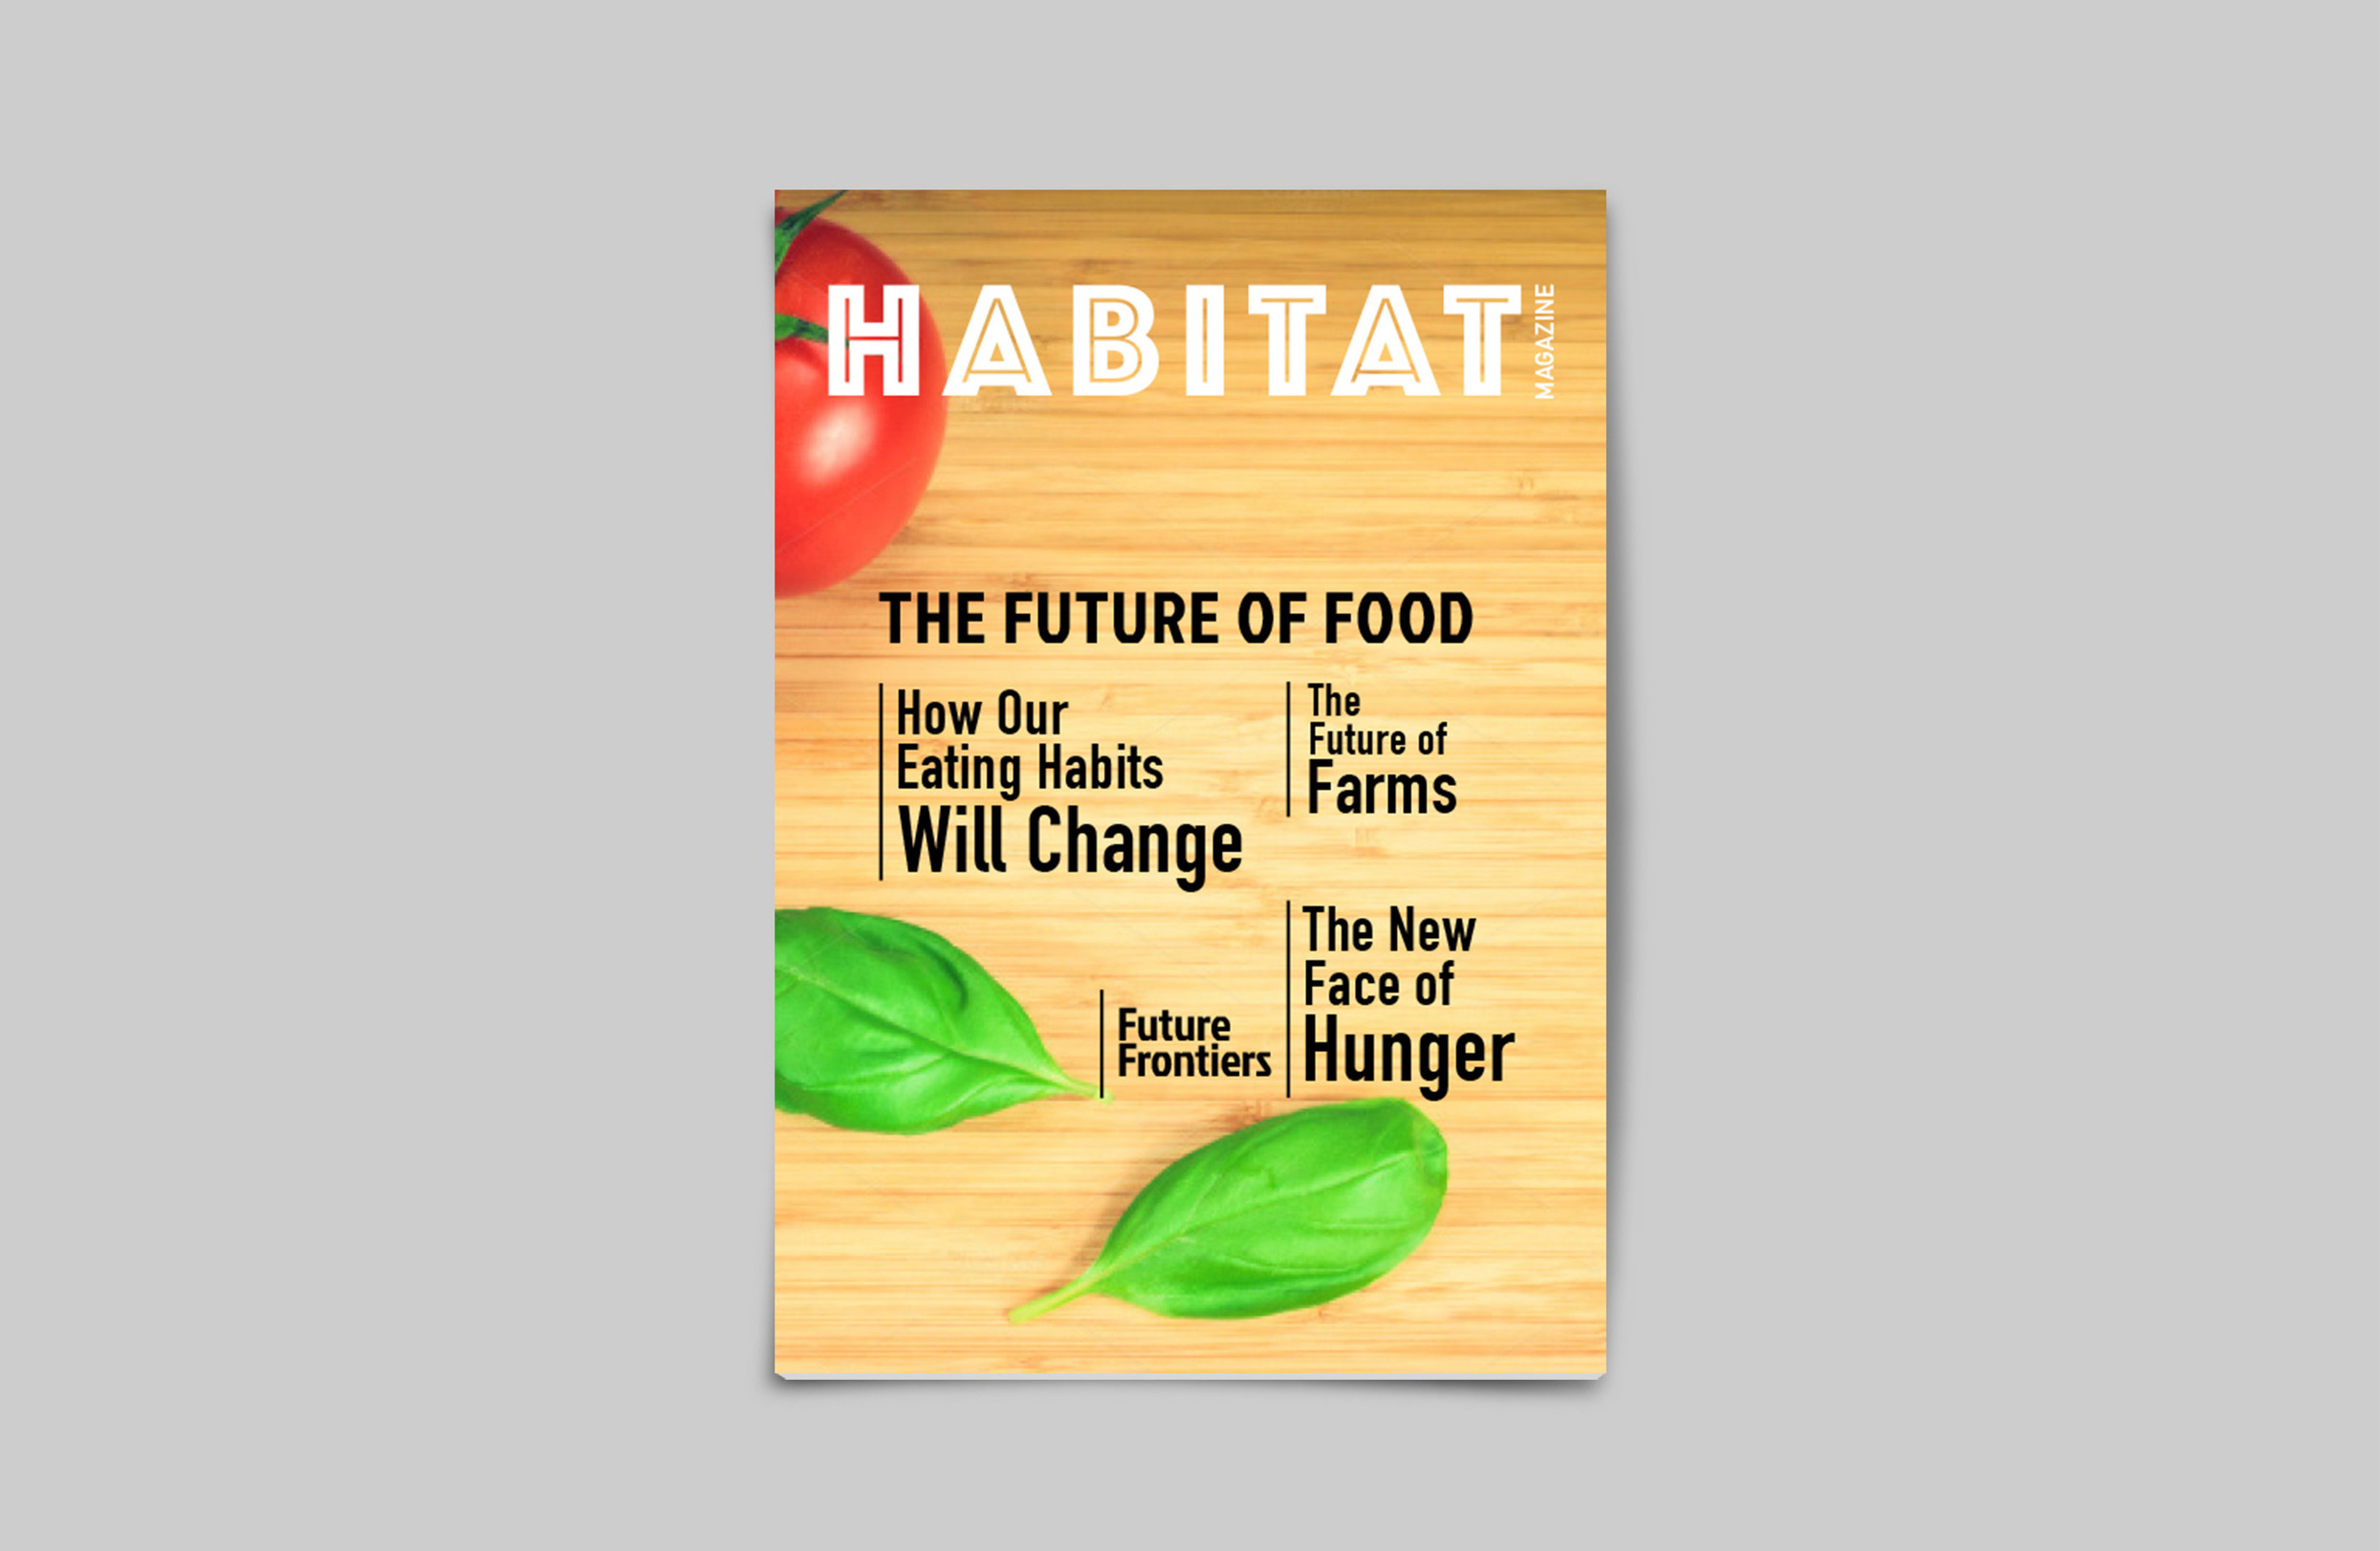 HABITAT
MAGAZINE
THE FUTURE OF FOOD
How Our
Eating Habits
Will Change
The
Future of
Farms
Future
Frontiers
The New
Face of
Hunger